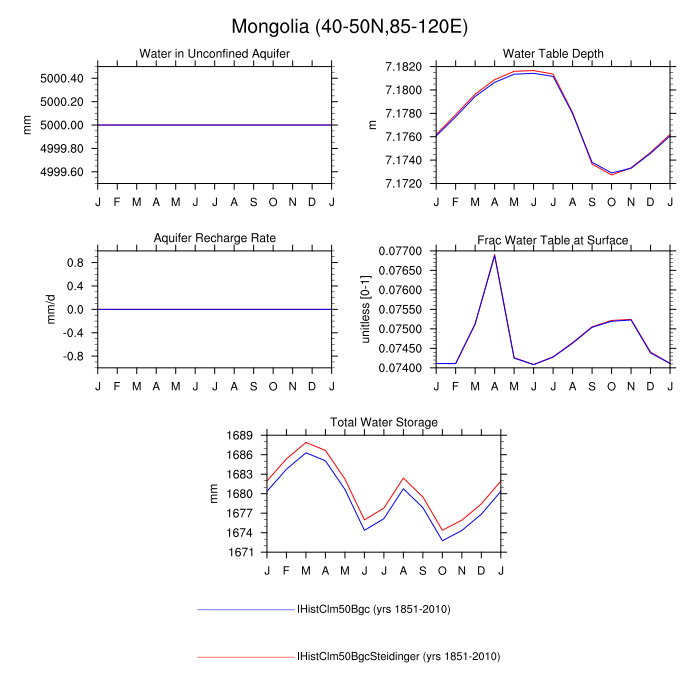 Mongolia (40-50N,85-120E)
Water in Unconfined Aquifer
mm
5000.40
5000.20
5000.00
4999.80
4999.60
J F M A M J J A S O N D J
Water Table Depth
m
7.1820
7.1800
7.1780
7.1760
7.1740
7.1720
J F M A M J J A S O N D J
Aquifer Recharge Rate
mm/d
0.8
0.4
0.0
-0.4
-0.8
J F M A M J J A S O N D J
Frac Water Table at Surface
unitless [0-1]
0.07700
0.07650
0.07600
0.07550
0.07500
0.07450
0.07400
J F M A M J J A S O N D J
Total Water Storage
mm
1689
1686
1683
1680
1677
1674
1671
J F M A M J J A S O N D J
IHistClm50Bgc (yrs 1851-2010)
IHistClm50BgcSteidinger (yrs 1851-2010)